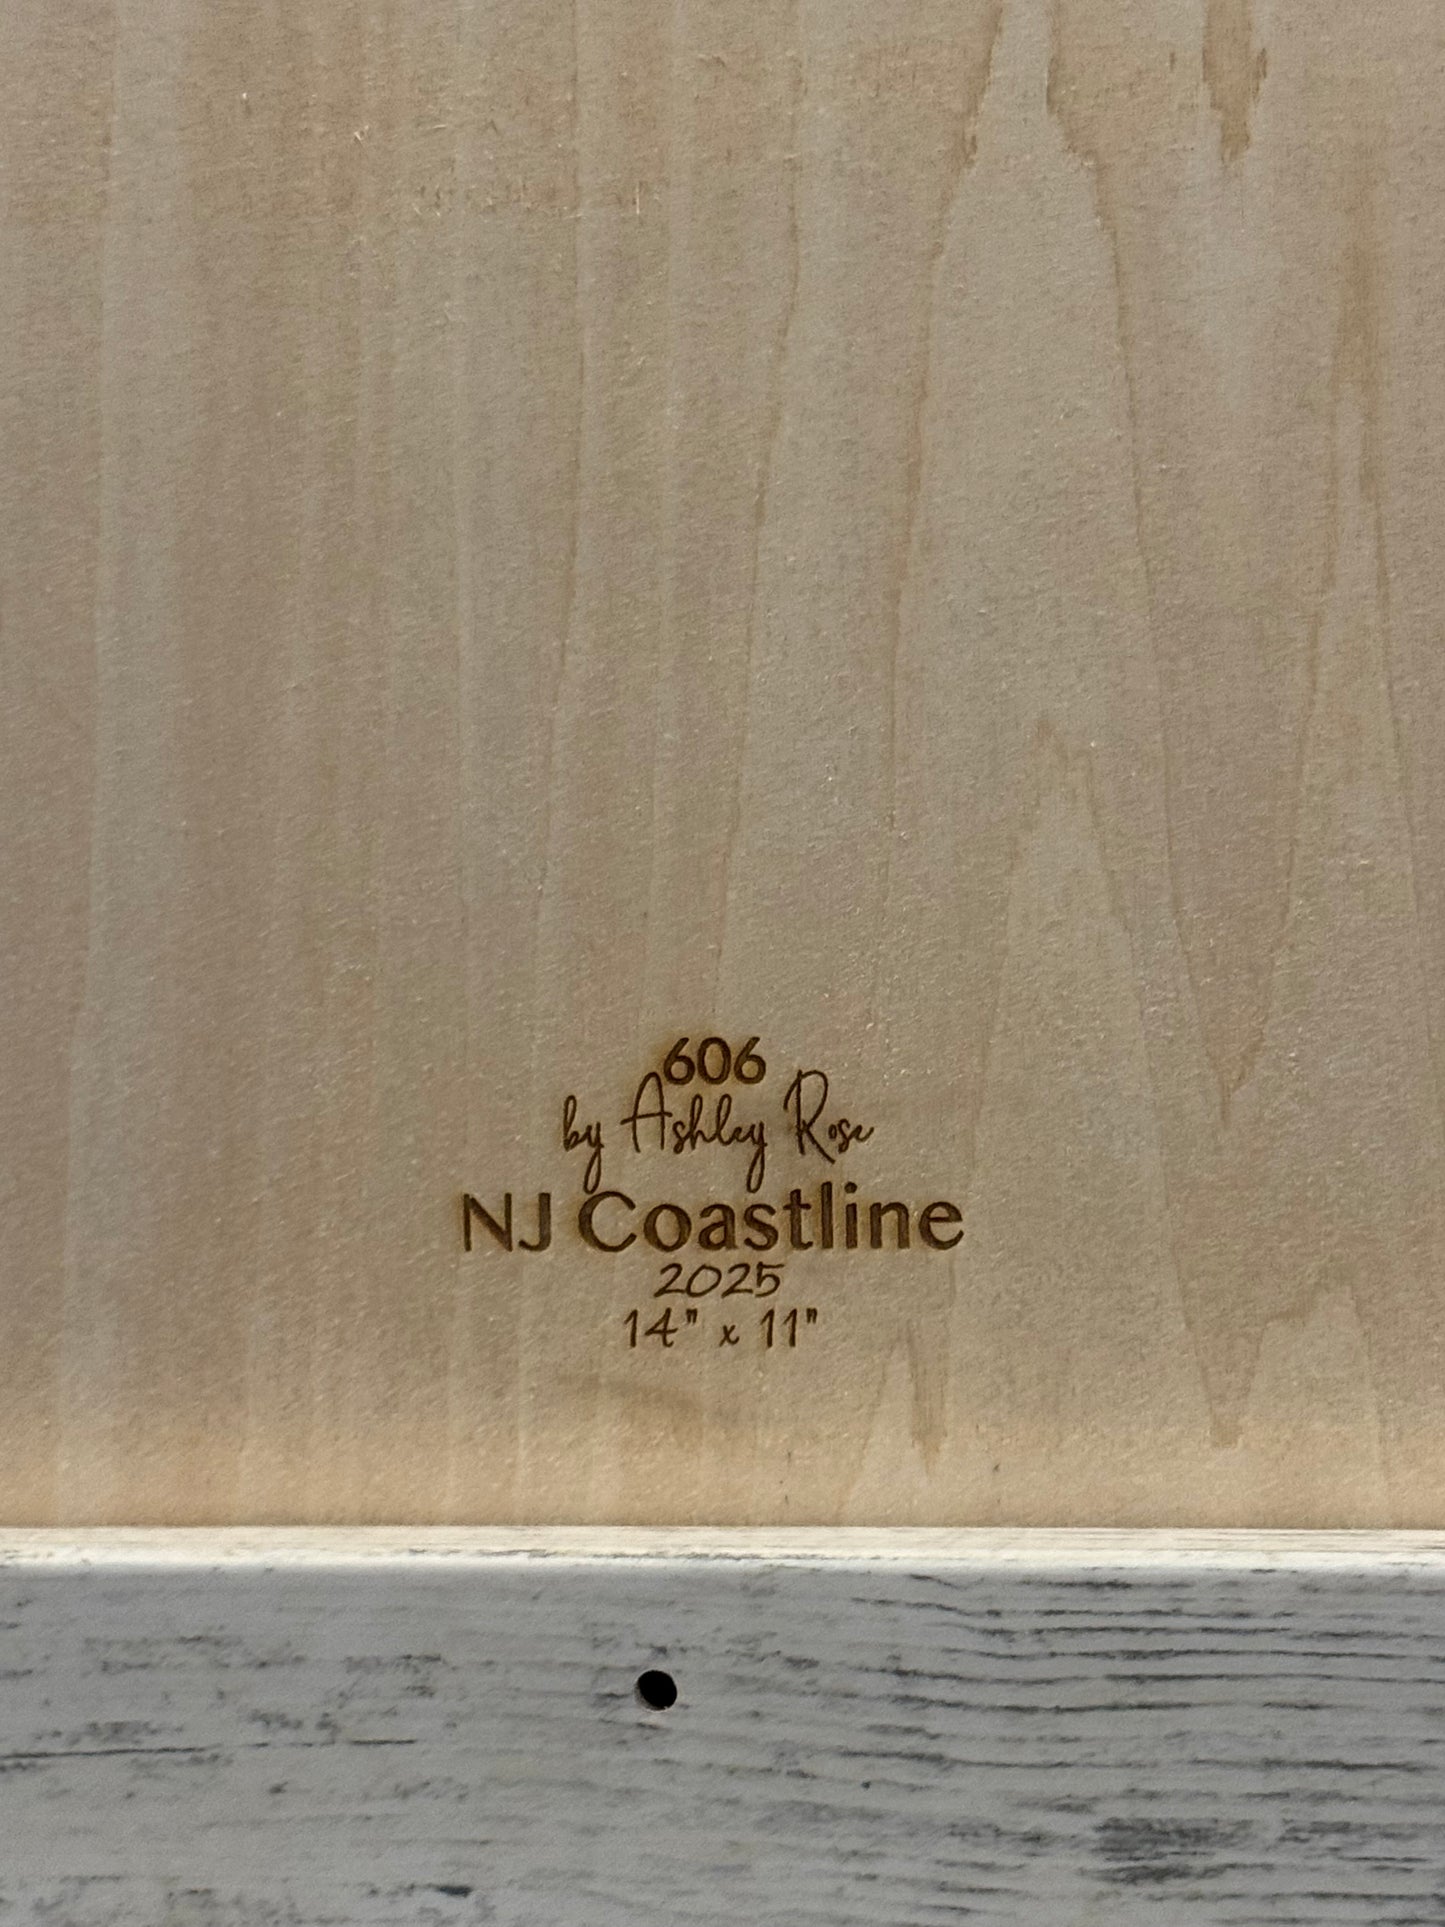 606
by Ashley Rose
NJ Coastline
2025
14" x 11"